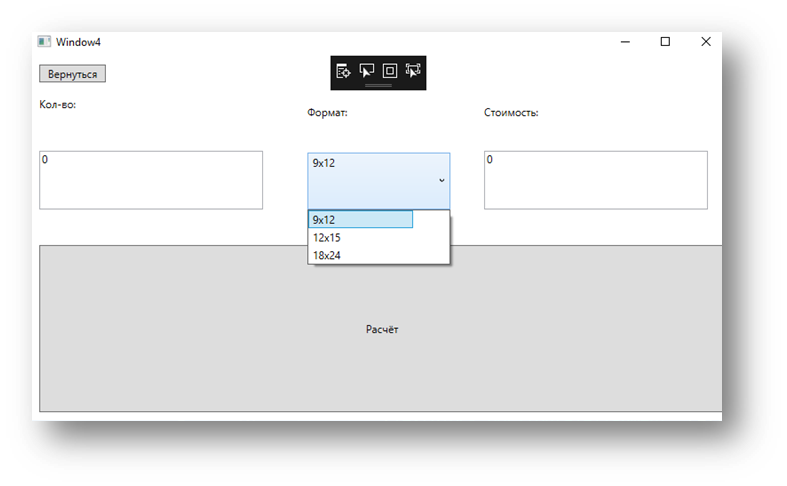 Window4
Вернуться
Кол-во:
Формат:
Стоимость:
0
9x12
0
9x12
12x15
18x24
Расчёт